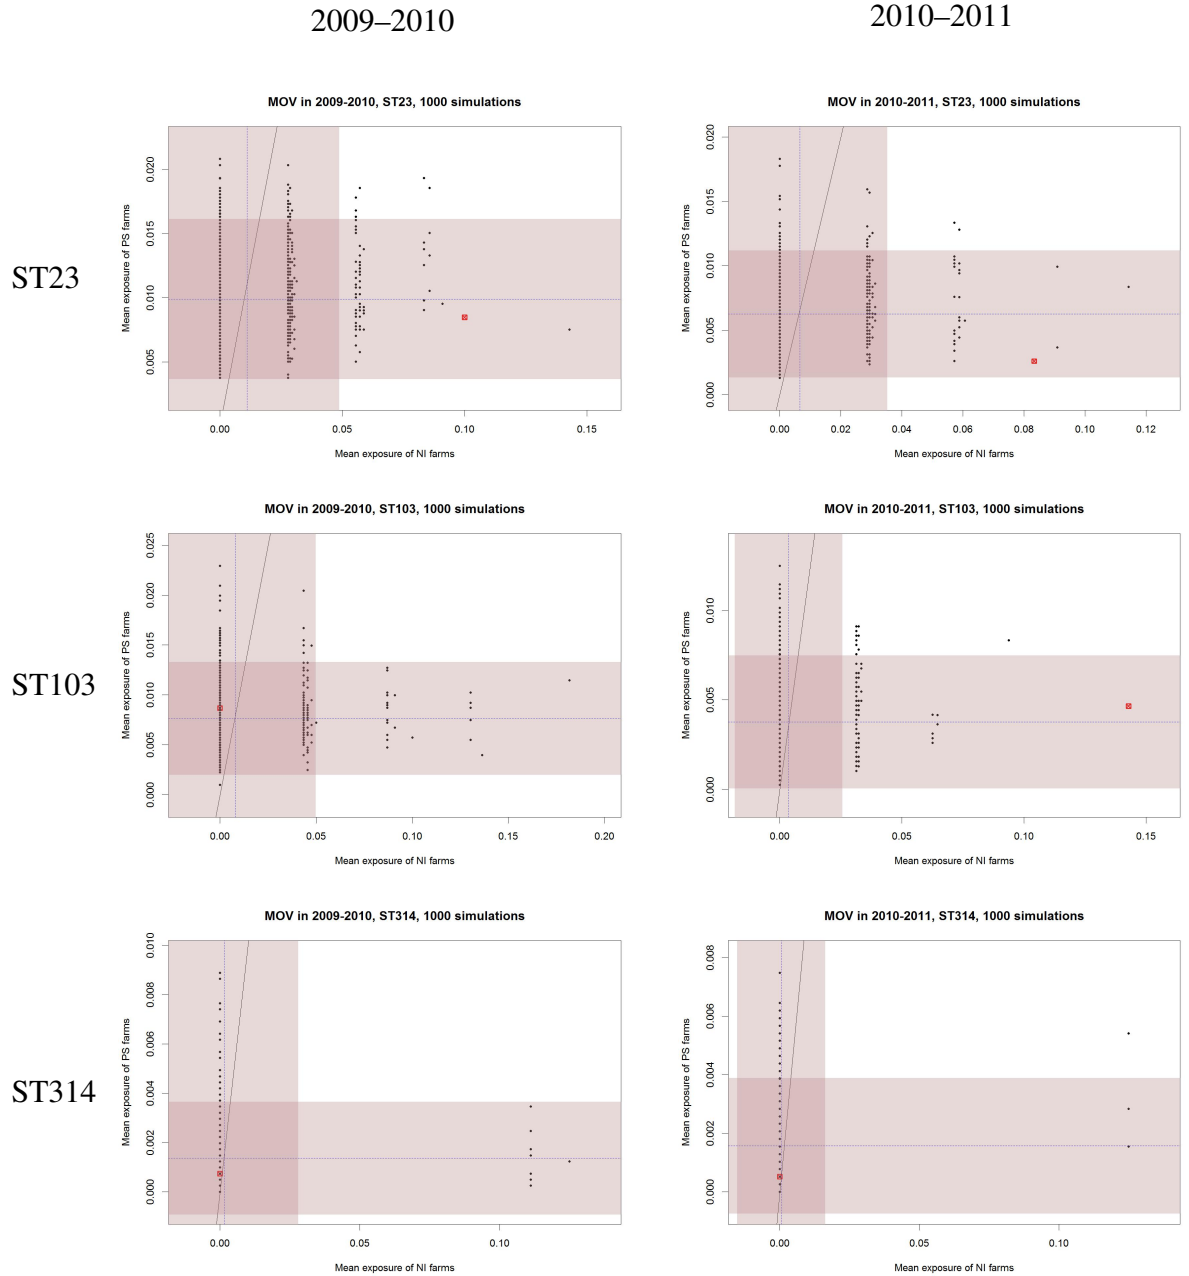 2009–2010
2010–2011
MOV in 2009-2010, ST23, 1000 simulations
MOV in 2010-2011, ST23, 1000 simulations
ST23
Mean exposure of PS farms
0.020
0.015
0.010
0.005
0.00 0.05 0.10 0.15
Mean exposure of NI farms
Mean exposure of PS farms
0.020
0.015
0.010
0.005
0.000
0.00 0.02 0.04 0.06 0.08 0.10 0.12
Mean exposure of NI farms
MOV in 2009-2010, ST103, 1000 simulations
MOV in 2010-2011, ST103, 1000 simulations
ST103
Mean exposure of PS farms
0.025
0.020
0.015
0.010
0.005
0.000
0.00 0.05 0.10 0.15 0.20
Mean exposure of NI farms
Mean exposure of PS farms
0.010
0.005
0.000
0.00 0.05 0.10 0.15
Mean exposure of NI farms
MOV in 2009-2010, ST314, 1000 simulations
MOV in 2010-2011, ST314, 1000 simulations
ST314
Mean exposure of PS farms
0.010
0.008
0.006
0.004
0.002
0.000
0.00 0.05 0.10
Mean exposure of NI farms
Mean exposure of PS farms
0.008
0.006
0.004
0.002
0.000
0.00 0.05 0.10
Mean exposure of NI farms